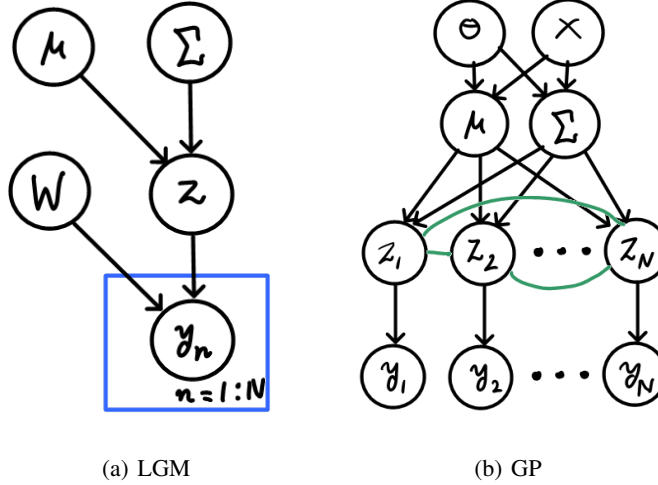 μ Σ
W z
y_n
n=1:N
(a) LGM
θ X
μ Σ
z_1 z_2 ... z_N
y_1 y_2 ... y_N
(b) GP